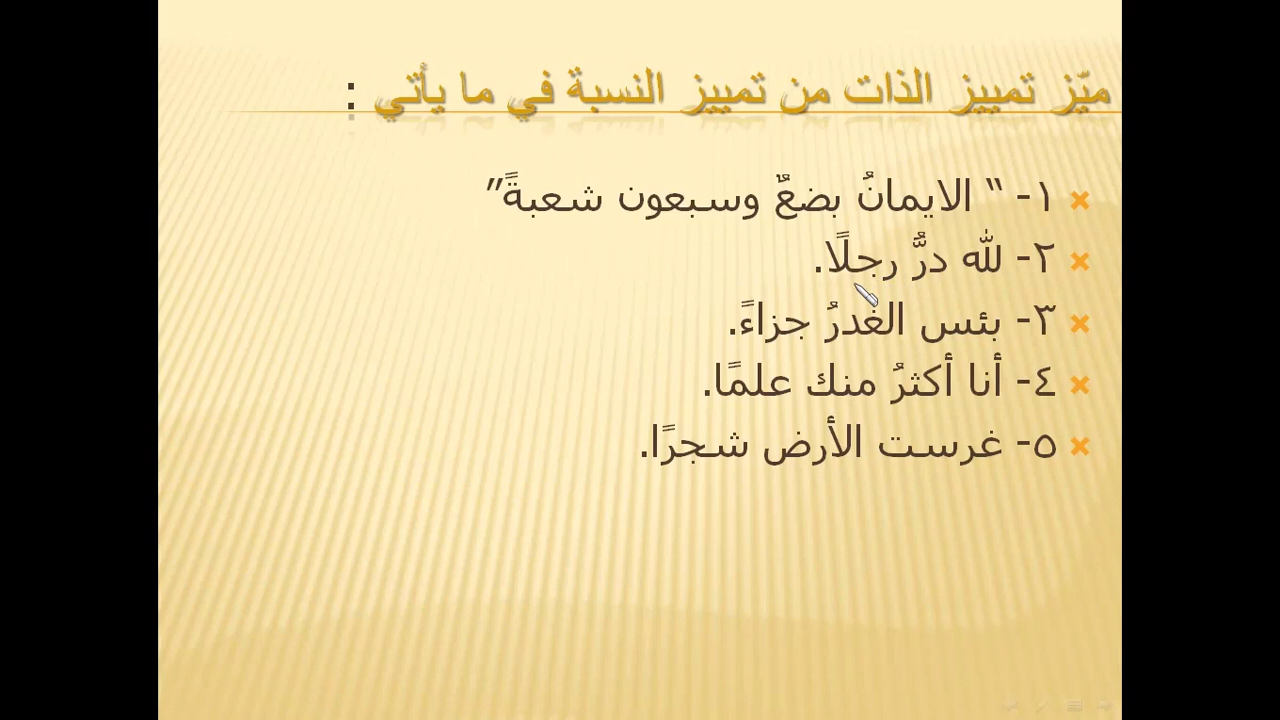 ميّز تمييز الذات من تمييز النسبة في ما يأتي :
١- " الايمانُ بضعٌ وسبعون شعبةً"
٢- لله درُّ رجلًا.
٣- بئس الغدرُ جزاءً.
٤- أنا أكثرُ منك علمًا.
٥- غرست الأرض شجرًا.